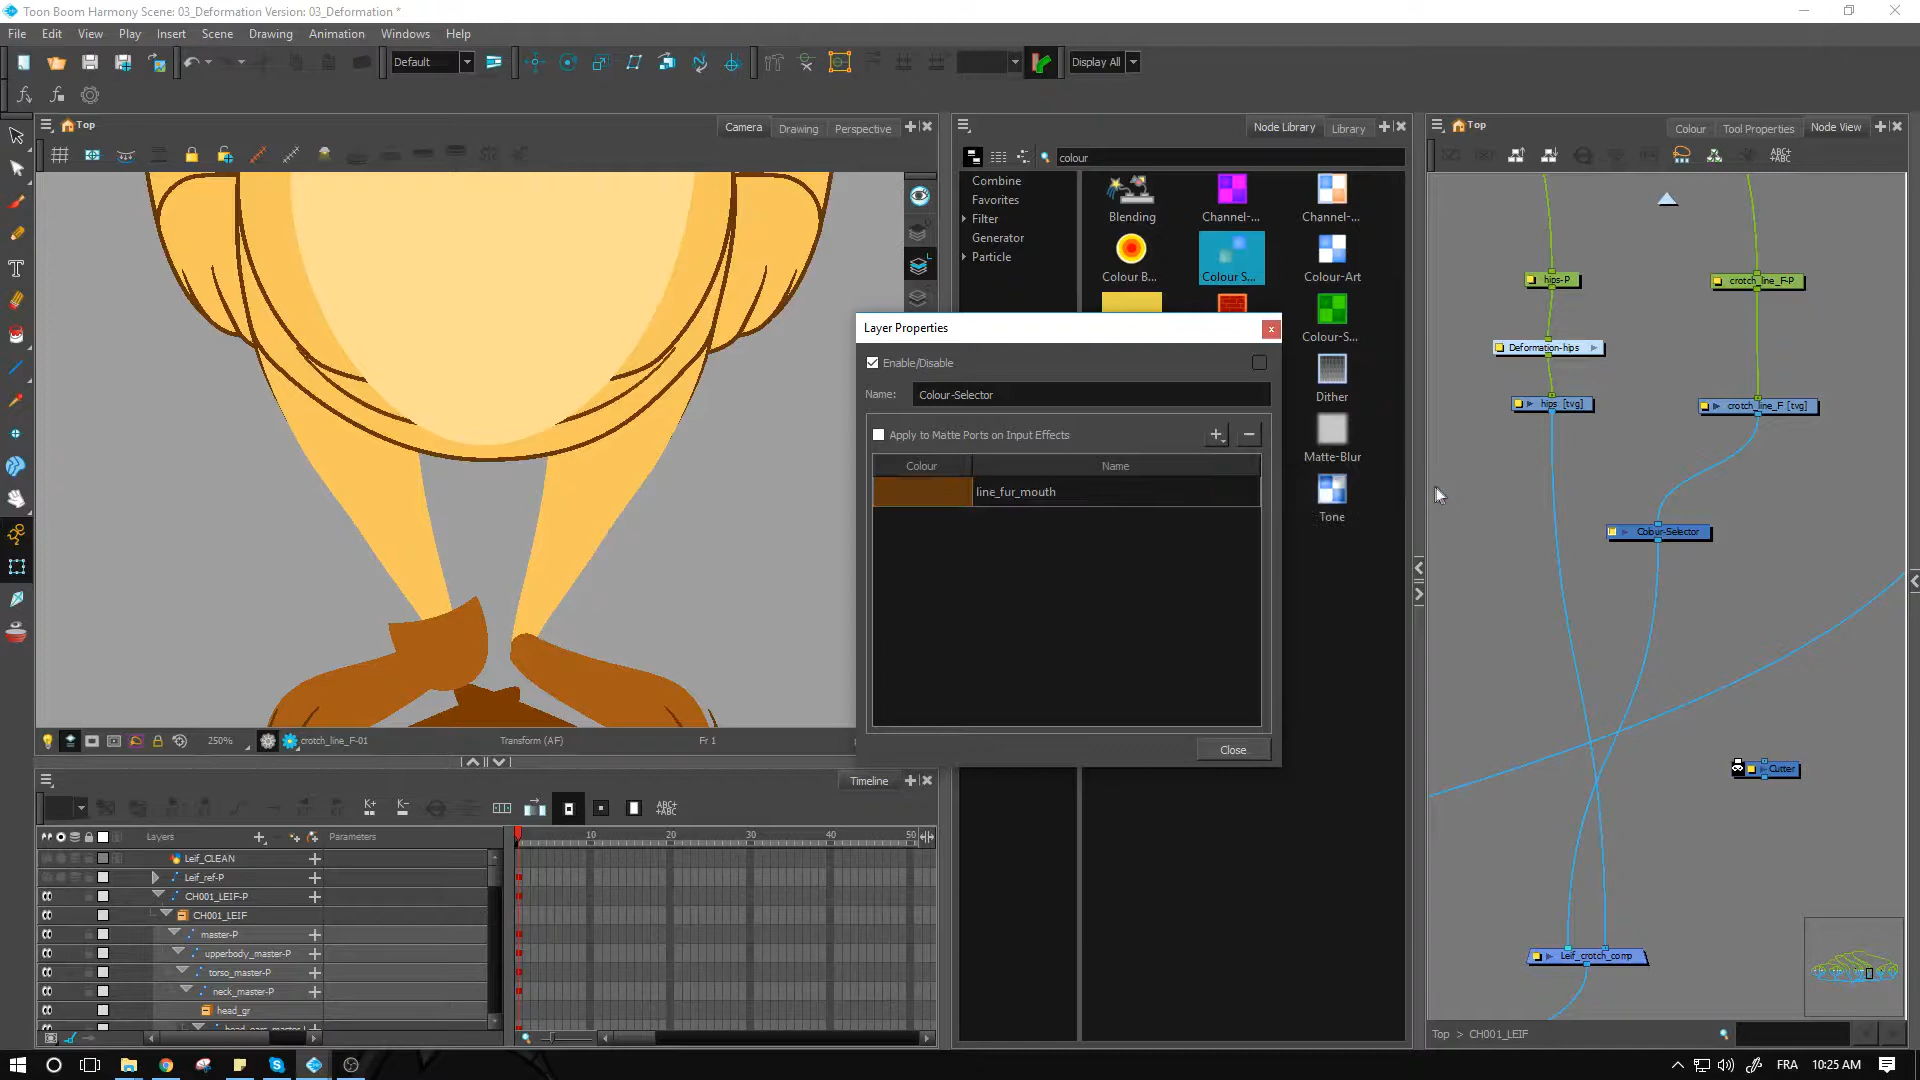 Toon Boom Harmony Scene: 03_Deformation Version: 03_Deformation *
File Edit View Play Insert Scene Drawing Animation Windows Help
Default
Display All
Top
Camera Drawing Perspective
Node Library Library
Top
Colour Tool Properties Node View
colour
Combine
Favorites
Filter
Generator
Particle
Blending Channel-... Channel-...
Colour B... Colour S... Colour-Art
Colour-S...
Dither
Matte-Blur
Tone
Layer Properties
Enable/Disable
Name: Colour-Selector
Apply to Matte Ports on Input Effects
Colour Name
line_fur_mouth
Close
hips-P
crotch_line_F-P
Deformation-hips
hips [tvg]
crotch_line_F [tvg]
Colour-Selector
Cutter
Leif_crotch_comp
Top > CH001_LEIF
250%
crotch_line_F-01
Transform (AF)
Fr 1
Timeline
K+ K-
ABC+
+ABC
ABC+
+ABC
Layers Parameters
10 20 30 40 50
Leif_CLEAN
Leif_ref-P
CH001_LEIF-P
CH001_LEIF
master-P
upperbody_master-P
torso_master-P
neck_master-P
head_gr
FRA 10:25 AM